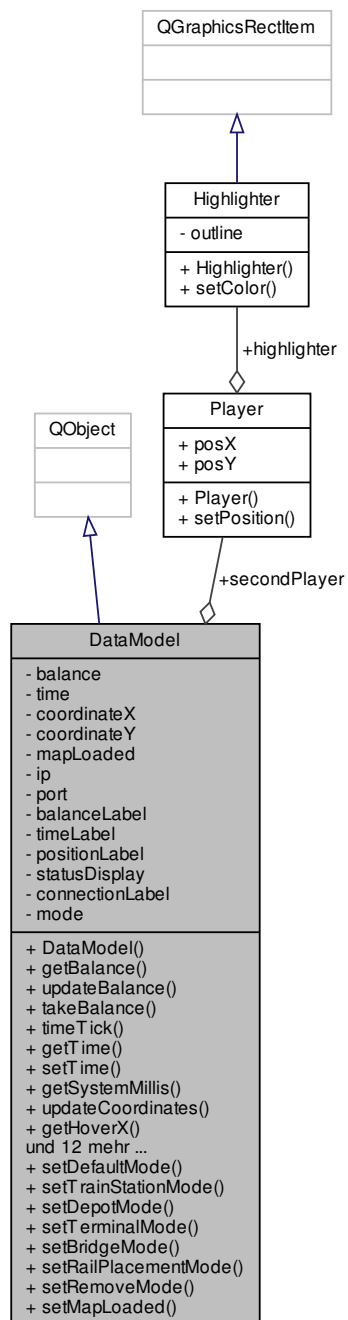 QGraphicsRectItem
Highlighter
- outline
+ Highlighter()
+ setColor()
+highlighter
Player
+ posX
+ posY
+ Player()
+ setPosition()
QObject
+secondPlayer
DataModel
- balance
- time
- coordinateX
- coordinateY
- mapLoaded
- ip
- port
- balanceLabel
- timeLabel
- positionLabel
- statusDisplay
- connectionLabel
- mode
+ DataModel()
+ getBalance()
+ updateBalance()
+ takeBalance()
+ timeTick()
+ getTime()
+ setTime()
+ getSystemMillis()
+ updateCoordinates()
+ getHoverX()
und 12 mehr ...
+ setDefaultMode()
+ setTrainStationMode()
+ setDepotMode()
+ setTerminalMode()
+ setBridgeMode()
+ setRailPlacementMode()
+ setRemoveMode()
+ setMapLoaded()